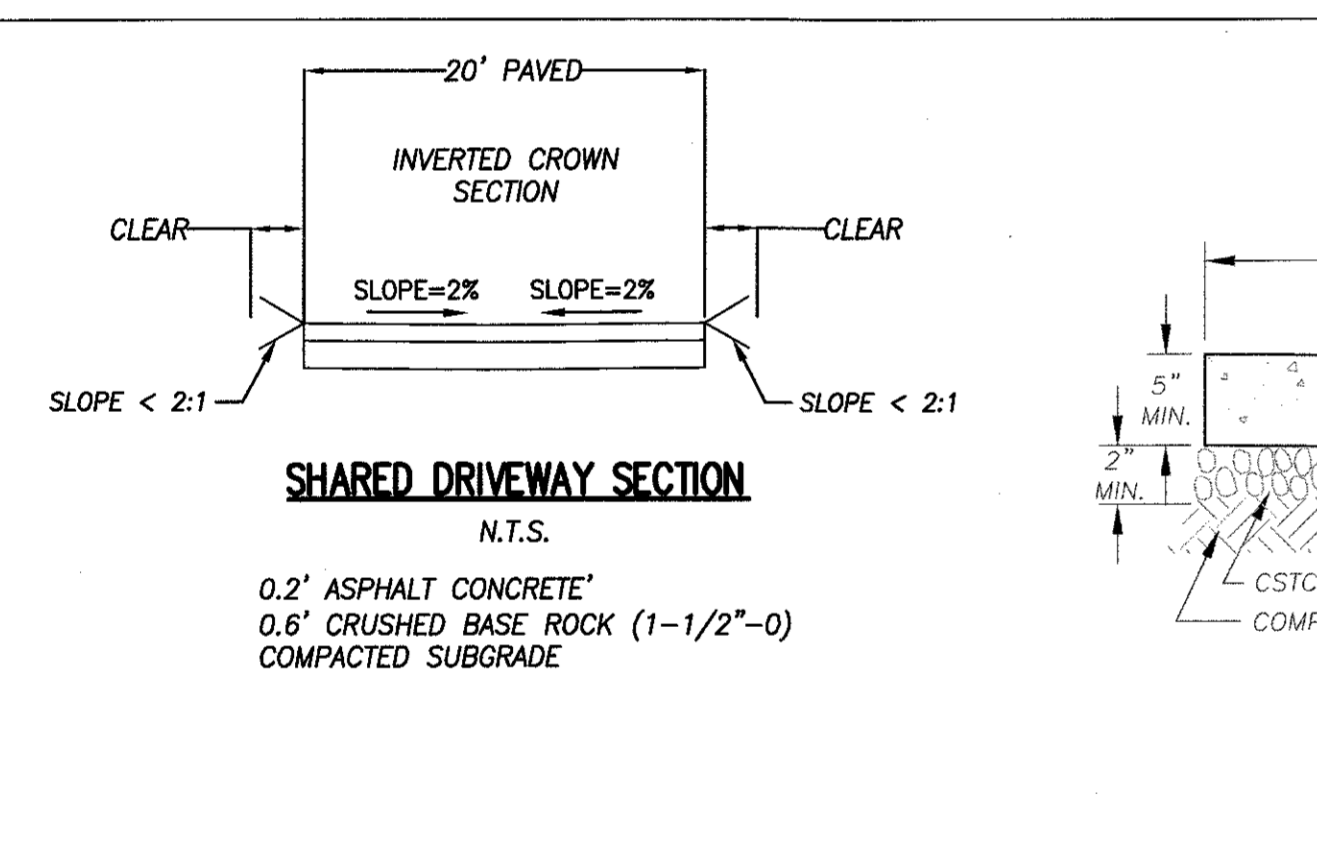 20' PAVED
INVERTED CROWN
SECTION
CLEAR
CLEAR
SLOPE=2%
SLOPE=2%
SLOPE < 2:1
SLOPE < 2:1
SHARED DRIVEWAY SECTION
N.T.S.
0.2' ASPHALT CONCRETE'
0.6' CRUSHED BASE ROCK (1-1/2"-0)
COMPACTED SUBGRADE
5"
MIN.
2"
MIN.
CSTC